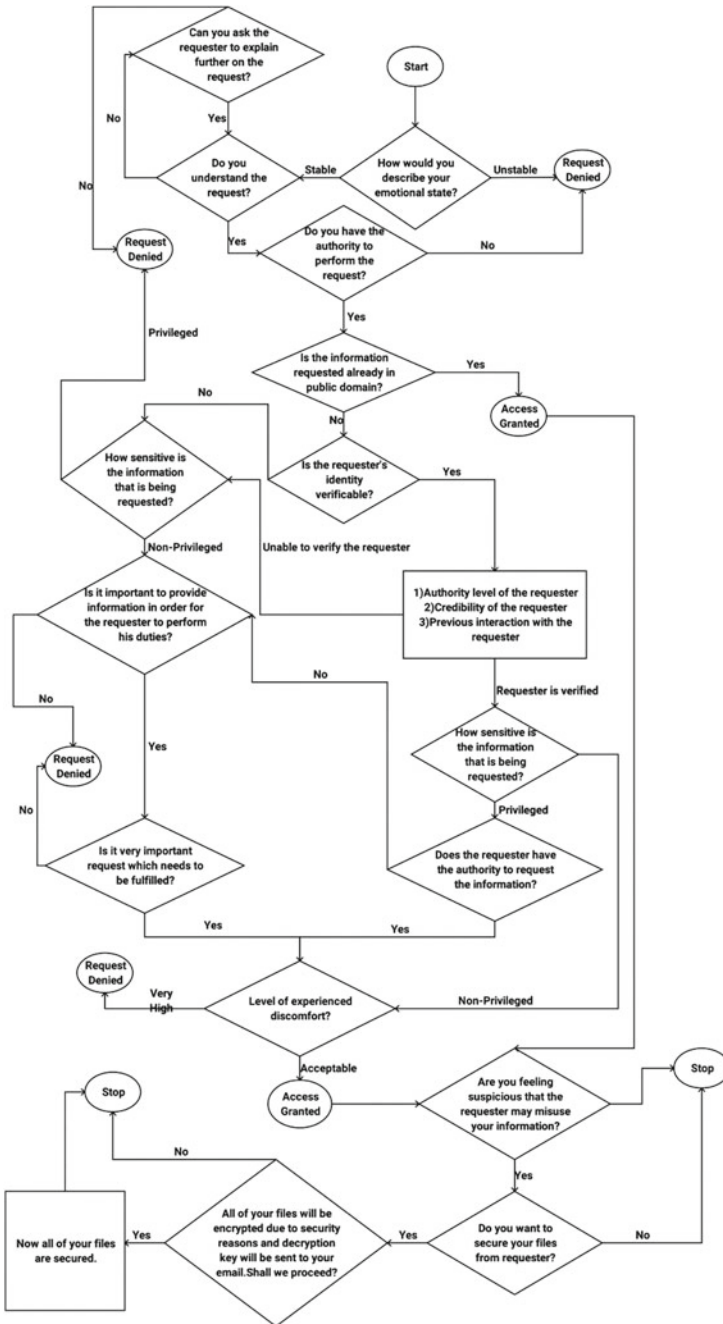 Can you ask the
requester to explain
further on the
request?
Start
No
Yes
No
Do you
understand the
request?
Stable
How would you
describe your
emotional state?
Unstable
Request
Denied
Request
Denied
Yes
Do you have the
authority to
perform the
request?
No
Privileged
Yes
Is the information
requested already in
public domain?
Yes
Access
Granted
No
No
How sensitive is
the information
that is being
requested?
Is the requester's
identity
verifiable?
Yes
Non-Privileged
Unable to verify the requester
Is it important to provide
information in order for
the requester to perform
his duties?
1)Authority level of the requester
2)Credibility of the requester
3)Previous interaction with the
requester
No
No
Requester is verified
Yes
Request
Denied
How sensitive is
the information
that is being
requested?
No
Privileged
Is it very important
request which needs to
be fulfilled?
Does the requester have
the authority to request
the information?
Yes
Yes
Request
Denied
Very
High
Level of experienced
discomfort?
Non-Privileged
Acceptable
Access
Granted
Are you feeling
suspicious that the
requester may misuse
your information?
Stop
Stop
No
Yes
Now all of your files
are secured.
Yes
All of your files will be
encrypted due to security
reasons and decryption
key will be sent to your
email.Shall we proceed?
Yes
Do you want to
secure your files
from requester?
No